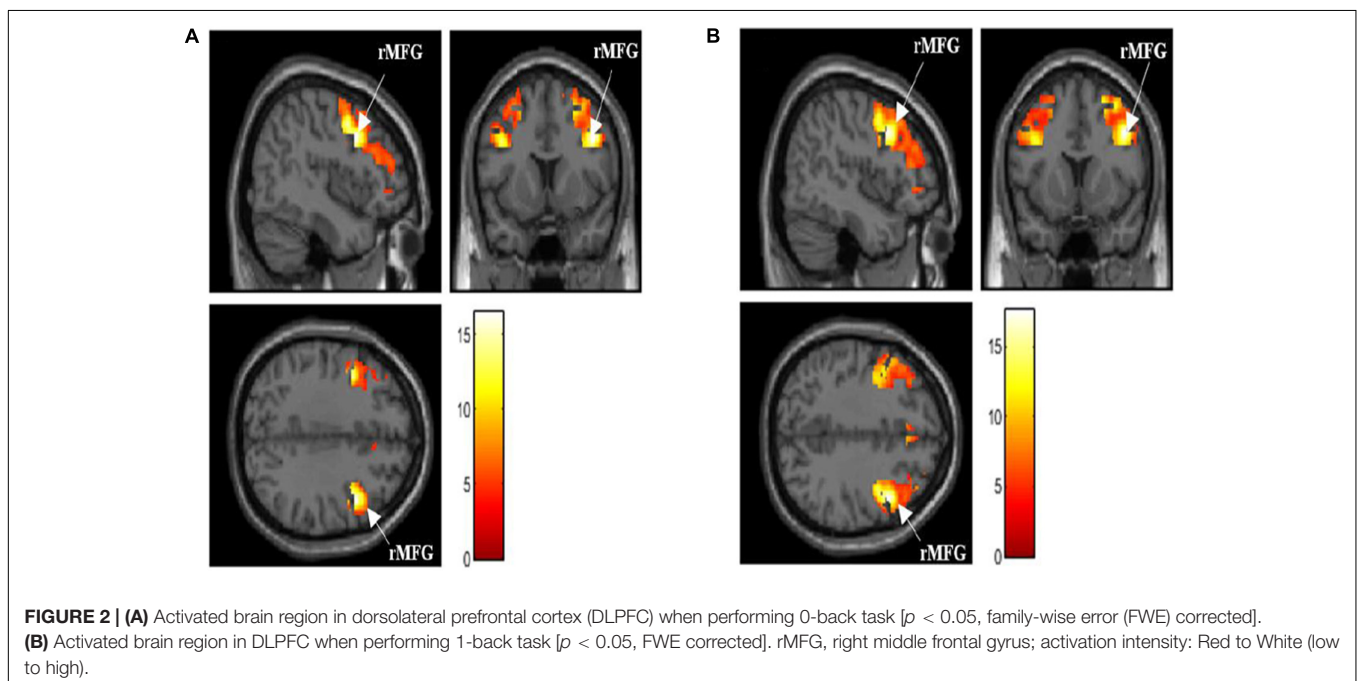 A
rMFG
rMFG
rMFG
15
10
5
0
B
rMFG
rMFG
rMFG
15
10
5
0
FIGURE 2 | (A) Activated brain region in dorsolateral prefrontal cortex (DLPFC) when performing 0-back task [p < 0.05, family-wise error (FWE) corrected].
(B) Activated brain region in DLPFC when performing 1-back task [p < 0.05, FWE corrected]. rMFG, right middle frontal gyrus; activation intensity: Red to White (low
to high).